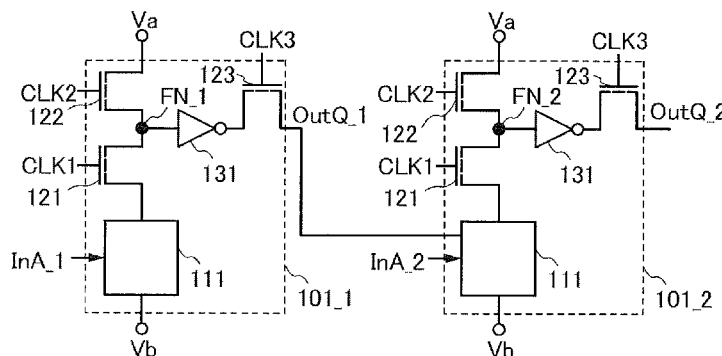 Va
Va
CLK3
CLK3
123
123
CLK2
FN_1
OutQ_1
CLK2
FN_2
OutQ_2
122
122
CLK1
131
CLK1
131
121
121
InA_1
111
InA_2
111
101_1
101_2
Vb
Vb